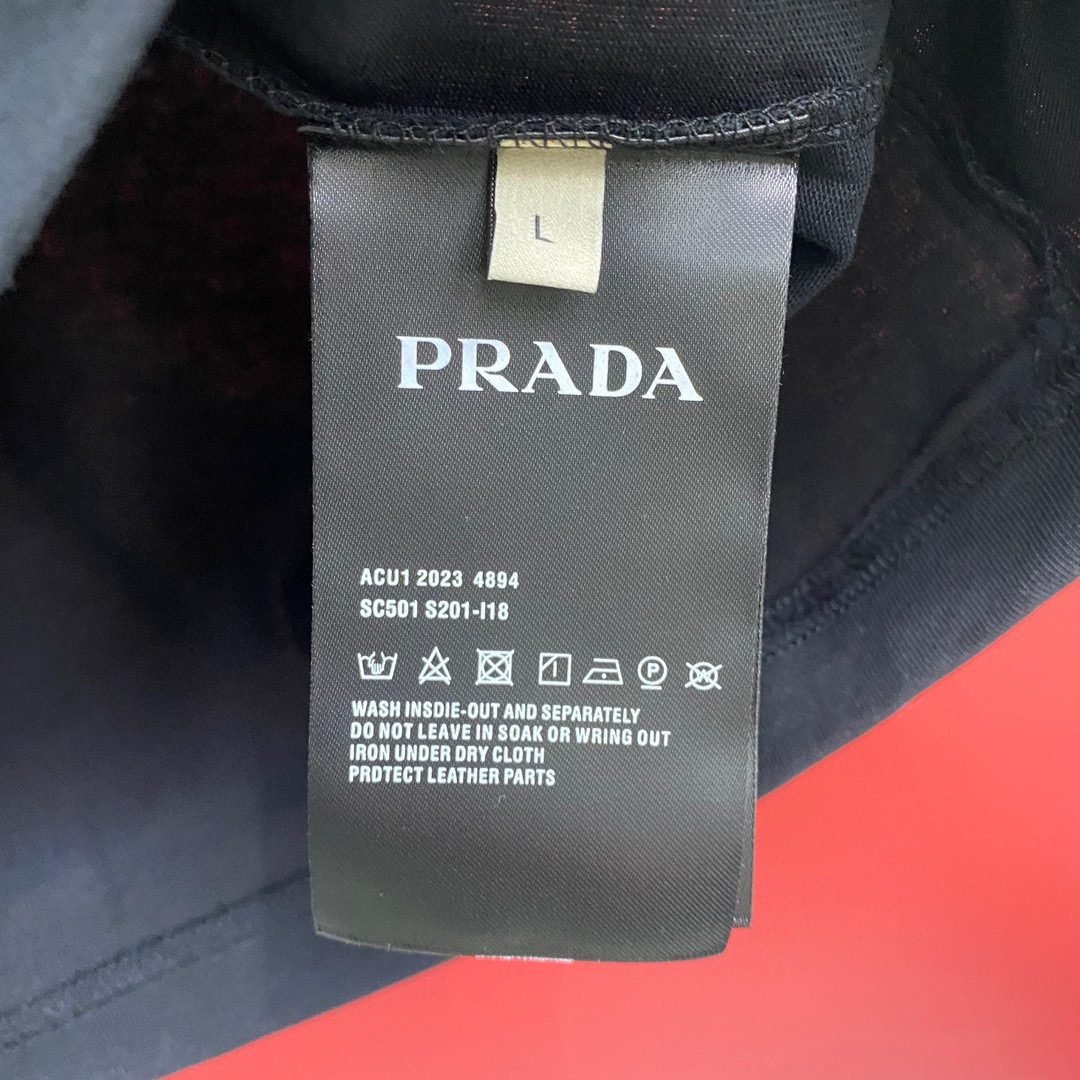 L
PRADA
ACU1 2023 4894
SC501 S201-I18
P
W
WASH INSDIE-OUT AND SEPARATELY
DO NOT LEAVE IN SOAK OR WRING OUT
IRON UNDER DRY CLOTH
PRDTECT LEATHER PARTS